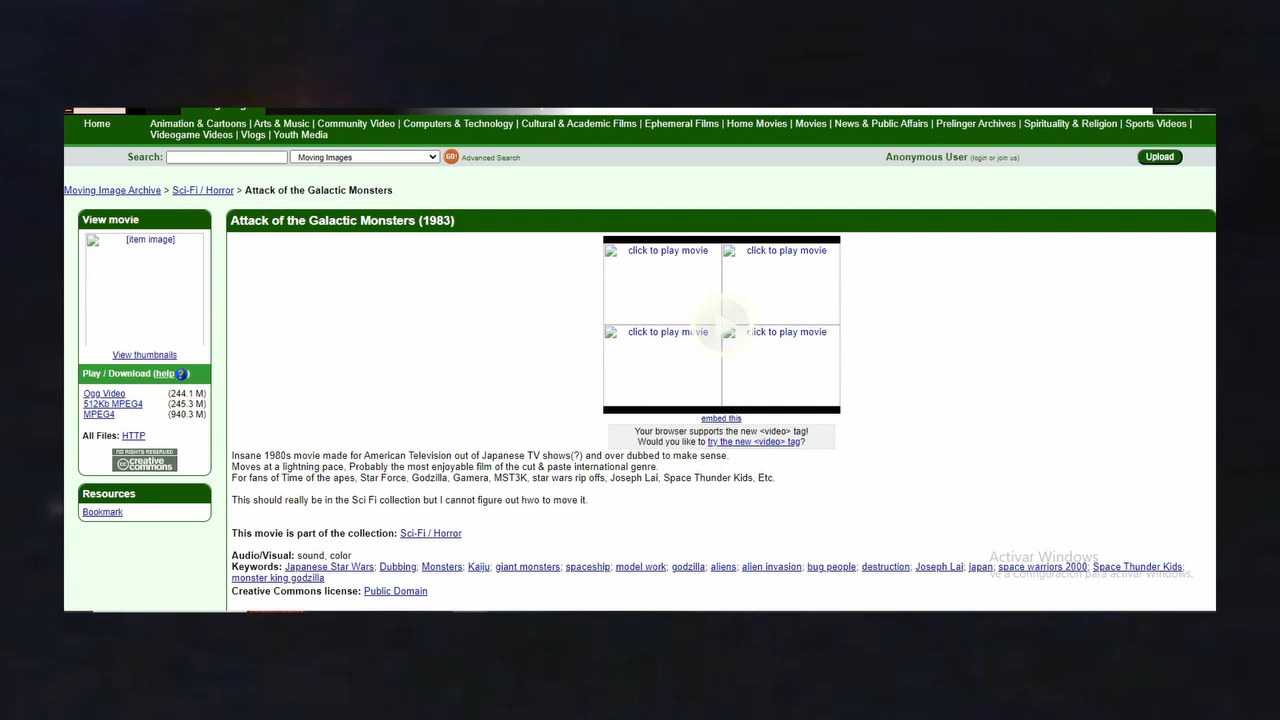 Home
Animation & Cartoons | Arts & Music | Community Video | Computers & Technology | Cultural & Academic Films | Ephemeral Films | Home Movies | Movies | News & Public Affairs | Prelinger Archives | Spirituality & Religion | Sports Videos |
Videogame Videos | Vlogs | Youth Media
Search: Moving Images GO! Advanced Search Anonymous User (login or join us) Upload
Moving Image Archive > Sci-Fi / Horror > Attack of the Galactic Monsters
View movie
[item image]
View thumbnails
Play / Download (help?)
Ogg Video (244.1 M)
512Kb MPEG4 (245.3 M)
MPEG4 (940.3 M)
All Files: HTTP
NO RIGHTS RESERVED
cc creative commons
Resources
Bookmark
Attack of the Galactic Monsters (1983)
click to play movie click to play movie
click to play movie click to play movie
embed this
Your browser supports the new <video> tag!
Would you like to try the new <video> tag?
Insane 1980s movie made for American Television out of Japanese TV shows(?) and over dubbed to make sense.
Moves at a lightning pace, Probably the most enjoyable film of the cut & paste international genre.
For fans of Time of the apes, Star Force, Godzilla, Gamera, MST3K, star wars rip offs, Joseph Lai, Space Thunder Kids, Etc.
This should really be in the Sci Fi collection but I cannot figure out hwo to move it.
This movie is part of the collection: Sci-Fi / Horror
Audio/Visual: sound, color
Keywords: Japanese Star Wars; Dubbing; Monsters; Kaiju; giant monsters; spaceship; model work; godzilla; aliens; alien invasion; bug people; destruction; Joseph Lai; japan; space warriors 2000; Space Thunder Kids;
monster king godzilla
Creative Commons license: Public Domain
Activar Windows
Ve a Configuración para activar Windows.